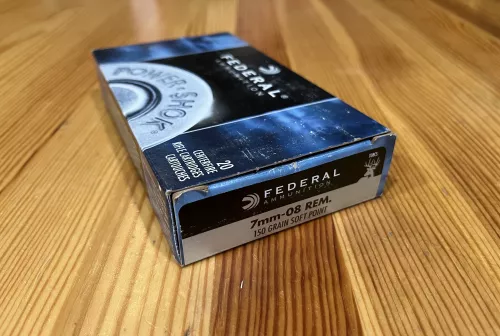 FEDERAL®
AMMUNITION
POWER•SHOK®
20
CENTERFIRE
RIFLE CARTRIDGES
CARTOUCHES
FEDERAL
AMMUNITION
7mm-08 REM.
150 GRAIN SOFT POINT